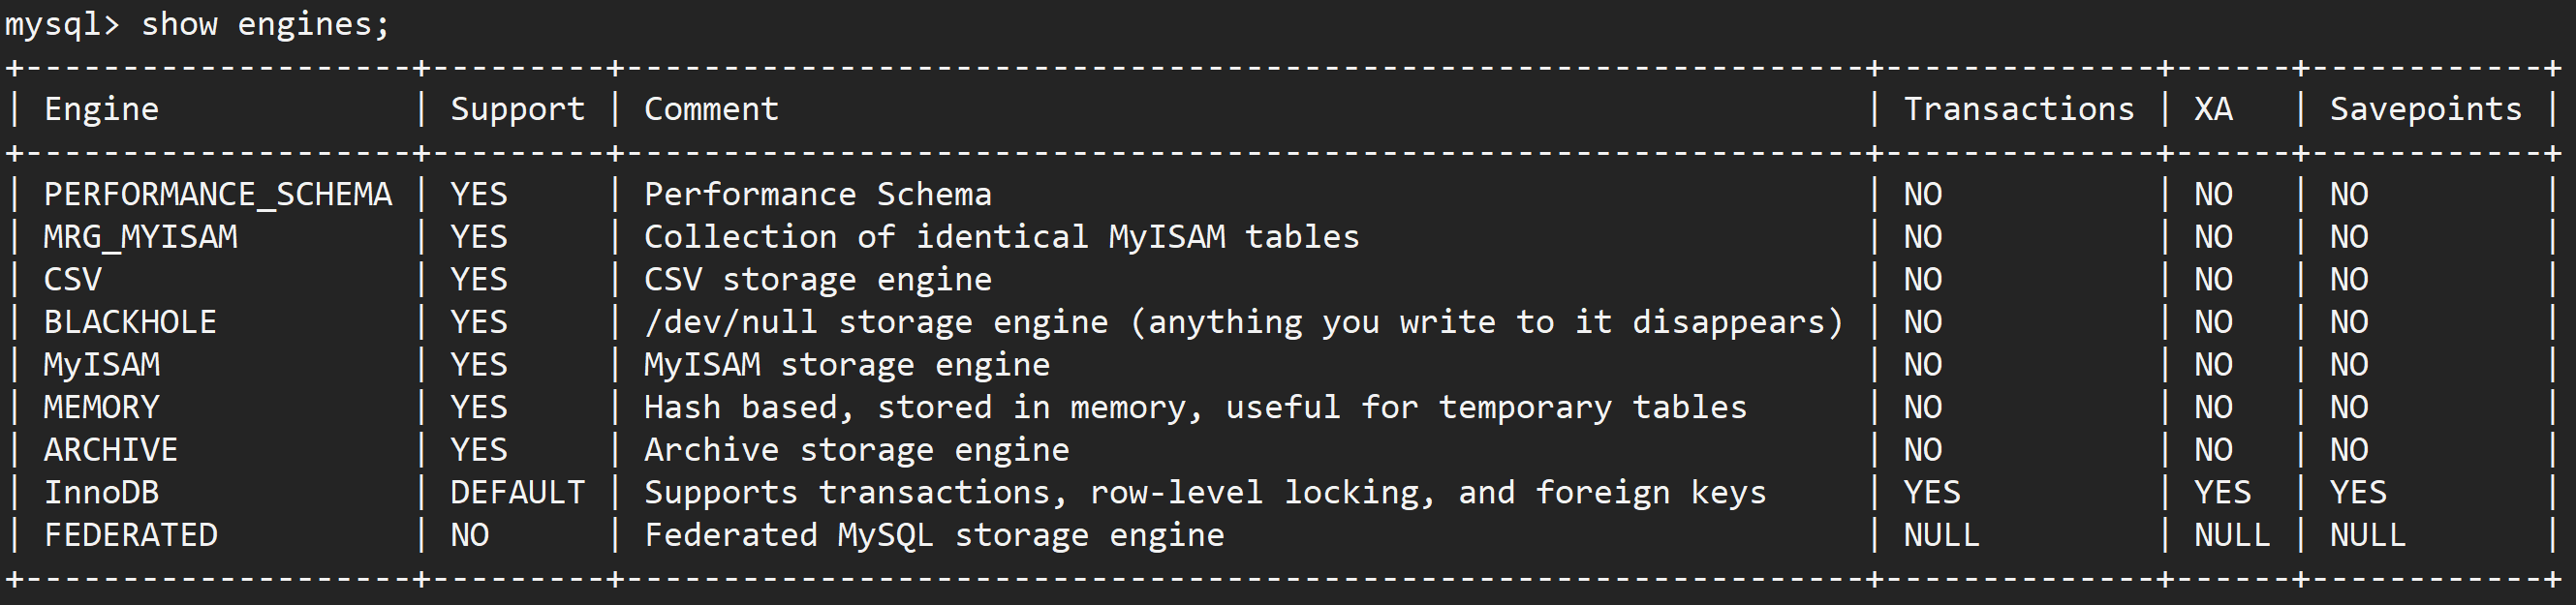 mysql> show engines;
+--------------------+---------+----------------------------------------------------------------+--------------+------+------------+
| Engine             | Support | Comment                                                        | Transactions | XA   | Savepoints |
+--------------------+---------+----------------------------------------------------------------+--------------+------+------------+
| PERFORMANCE_SCHEMA | YES     | Performance Schema                                             | NO           | NO   | NO         |
| MRG_MYISAM         | YES     | Collection of identical MyISAM tables                          | NO           | NO   | NO         |
| CSV                | YES     | CSV storage engine                                             | NO           | NO   | NO         |
| BLACKHOLE          | YES     | /dev/null storage engine (anything you write to it disappears) | NO           | NO   | NO         |
| MyISAM             | YES     | MyISAM storage engine                                          | NO           | NO   | NO         |
| MEMORY             | YES     | Hash based, stored in memory, useful for temporary tables      | NO           | NO   | NO         |
| ARCHIVE            | YES     | Archive storage engine                                         | NO           | NO   | NO         |
| InnoDB             | DEFAULT | Supports transactions, row-level locking, and foreign keys     | YES          | YES  | YES        |
| FEDERATED          | NO      | Federated MySQL storage engine                                 | NULL         | NULL | NULL       |
+--------------------+---------+----------------------------------------------------------------+--------------+------+------------+